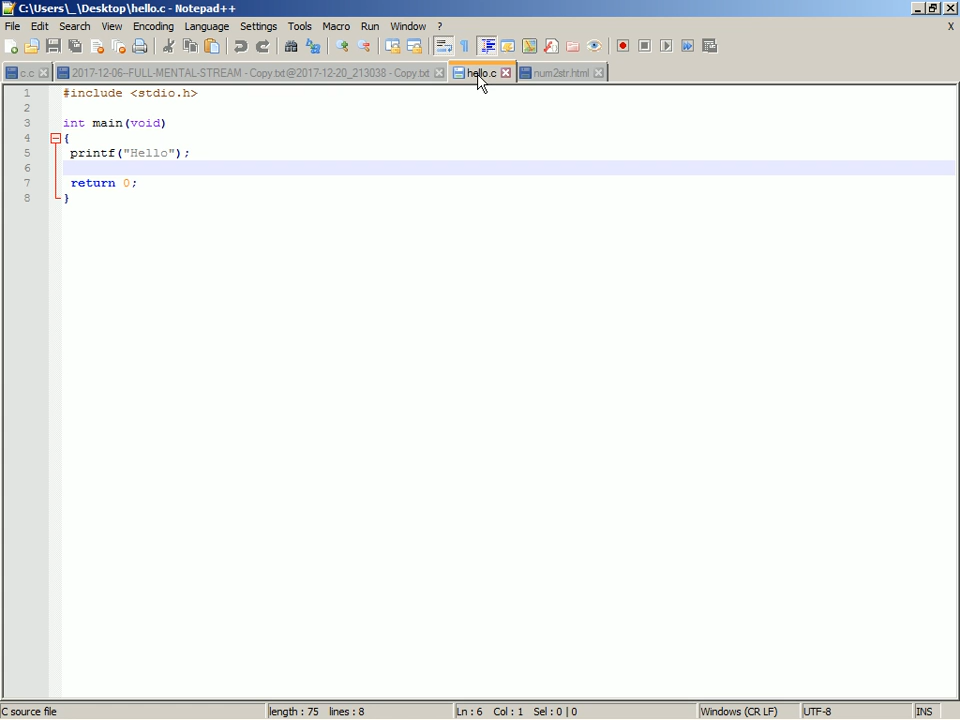 C:\Users\_\Desktop\hello.c - Notepad++
File Edit Search View Encoding Language Settings Tools Macro Run Window ? X
c.c 2017-12-06--FULL-MENTAL-STREAM - Copy.txt@2017-12-20_213038 - Copy.txt hello.c num2str.html
1 #include <stdio.h>
2
3 int main(void)
4 {
5 printf("Hello");
6
7 return 0;
8 }
C source file length : 75 lines : 8 Ln : 6 Col : 1 Sel : 0 | 0 Windows (CR LF) UTF-8 INS